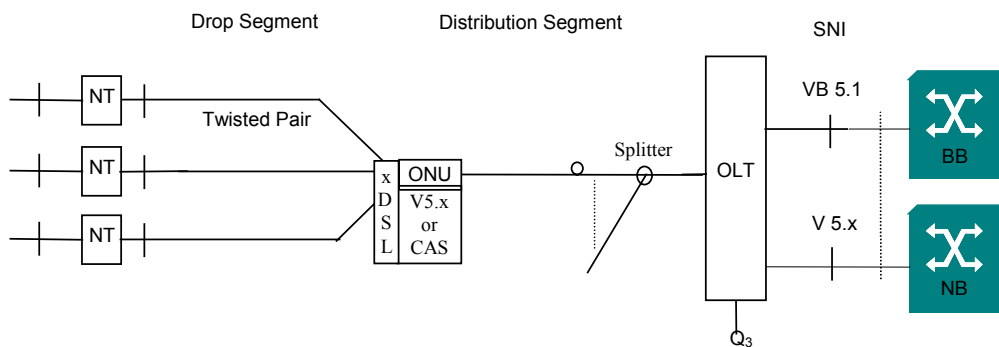 Drop Segment
Distribution Segment
SNI
NT
Twisted Pair
NT
NT
x
D
S
L
ONU
V5.x
or
CAS
Splitter
OLT
VB 5.1
V 5.x
BB
NB
Q3